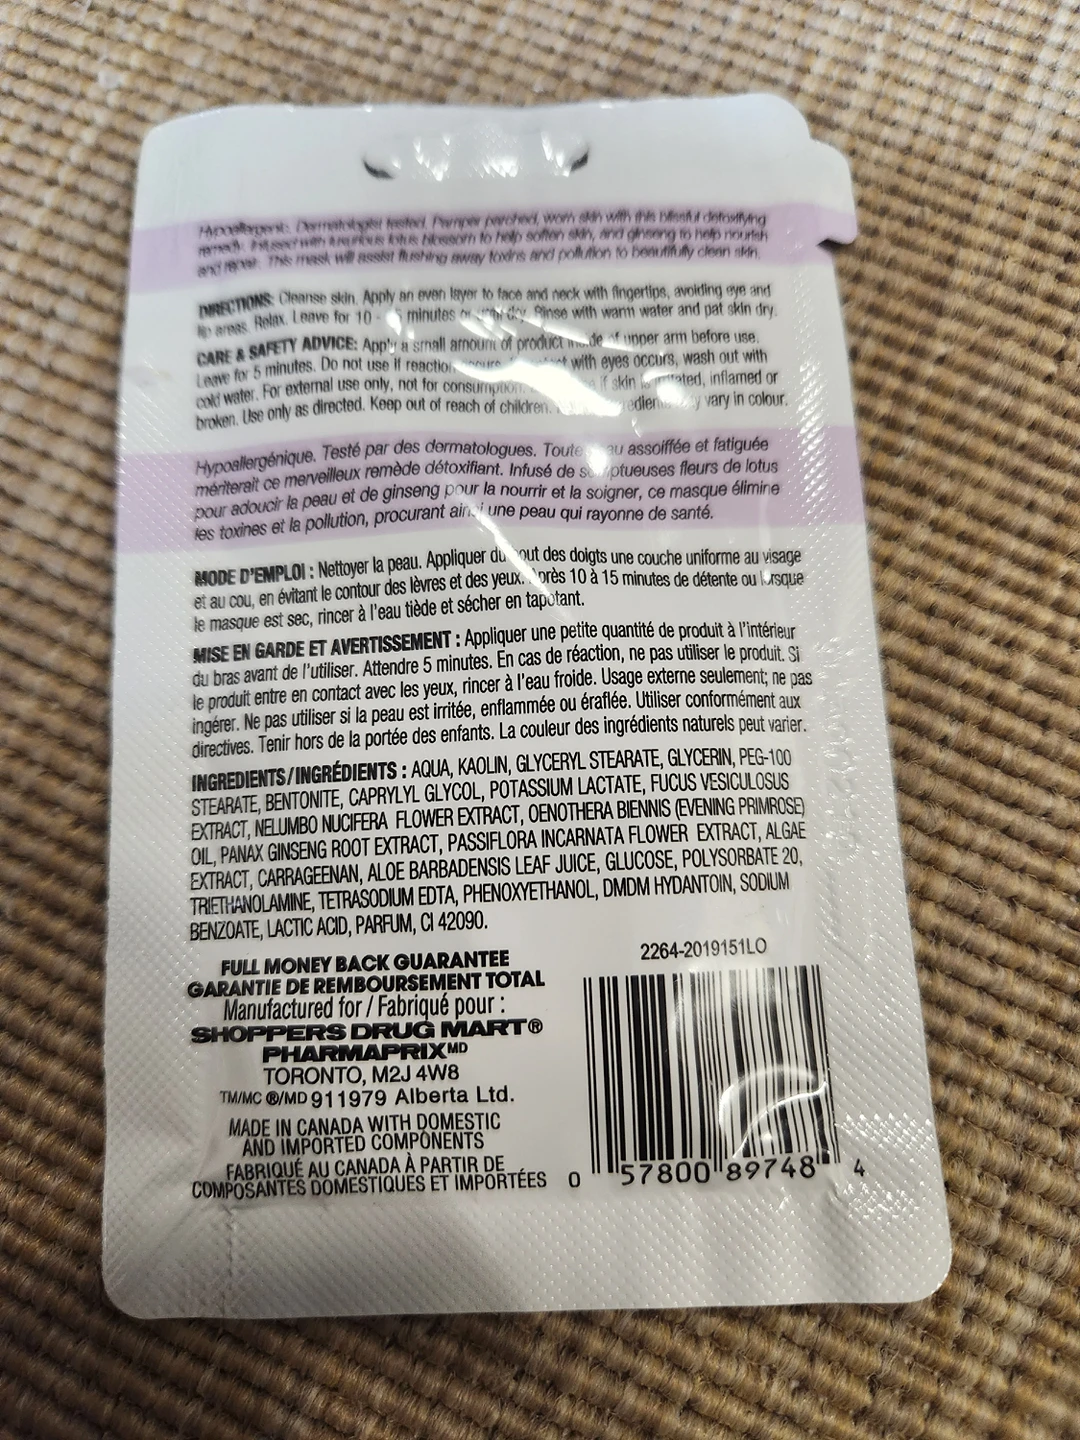 Hypoallergenic. Dermatologist tested. Pamper parched, worn skin with this blissful detoxifying
remedy. Infused with luxurious lotus blossom to help soften skin, and ginseng to help nourish
and repair. This mask will assist flushing away toxins and pollution to beautifully clean skin.
DIRECTIONS: Cleanse skin. Apply an even layer to face and neck with fingertips, avoiding eye and
lip areas. Relax. Leave for 10 - minutes or dry. Rinse with warm water and pat skin dry.
CARE & SAFETY ADVICE: Apply a small amount of product inside of upper arm before use.
Leave for 5 minutes. Do not use if reaction with eyes occurs, wash out with
cold water. For external use only, not for consumption. if skin is irritated, inflamed or
broken. Use only as directed. Keep out of reach of children. vary in colour.
Hypoallergénique. Testé par des dermatologues. Toute peau assoiffée et fatiguée
mériterait ce merveilleux remède détoxifiant. Infusé de somptueuses fleurs de lotus
pour adoucir la peau et de ginseng pour la nourrir et la soigner, ce masque élimine
les toxines et la pollution, procurant ainsi une peau qui rayonne de santé.
MODE D'EMPLOI : Nettoyer la peau. Appliquer du bout des doigts une couche uniforme au visage
et au cou, en évitant le contour des lèvres et des yeux. Après 10 à 15 minutes de détente ou lorsque
le masque est sec, rincer à l'eau tiède et sécher en tapotant.
MISE EN GARDE ET AVERTISSEMENT : Appliquer une petite quantité de produit à l'intérieur
du bras avant de l'utiliser. Attendre 5 minutes. En cas de réaction, ne pas utiliser le produit. Si
le produit entre en contact avec les yeux, rincer à l'eau froide. Usage externe seulement; ne pas
ingérer. Ne pas utiliser si la peau est irritée, enflammée ou éraflée. Utiliser conformément aux
directives. Tenir hors de la portée des enfants. La couleur des ingrédients naturels peut varier.
INGREDIENTS/INGRÉDIENTS : AQUA, KAOLIN, GLYCERYL STEARATE, GLYCERIN, PEG-100
STEARATE, BENTONITE, CAPRYLYL GLYCOL, POTASSIUM LACTATE, FUCUS VESICULOSUS
EXTRACT, NELUMBO NUCIFERA FLOWER EXTRACT, OENOTHERA BIENNIS (EVENING PRIMROSE)
OIL, PANAX GINSENG ROOT EXTRACT, PASSIFLORA INCARNATA FLOWER EXTRACT, ALGAE
EXTRACT, CARRAGEENAN, ALOE BARBADENSIS LEAF JUICE, GLUCOSE, POLYSORBATE 20,
TRIETHANOLAMINE, TETRASODIUM EDTA, PHENOXYETHANOL, DMDM HYDANTOIN, SODIUM
BENZOATE, LACTIC ACID, PARFUM, CI 42090.
FULL MONEY BACK GUARANTEE
GARANTIE DE REMBOURSEMENT TOTAL
Manufactured for / Fabriqué pour :
SHOPPERS DRUG MART®
PHARMAPRIX MD
TORONTO, M2J 4W8
TM/MC ®/MD 911979 Alberta Ltd.
MADE IN CANADA WITH DOMESTIC
AND IMPORTED COMPONENTS
FABRIQUÉ AU CANADA À PARTIR DE
COMPOSANTES DOMESTIQUES ET IMPORTÉES
2264-2019151LO
0 57800 89748 4